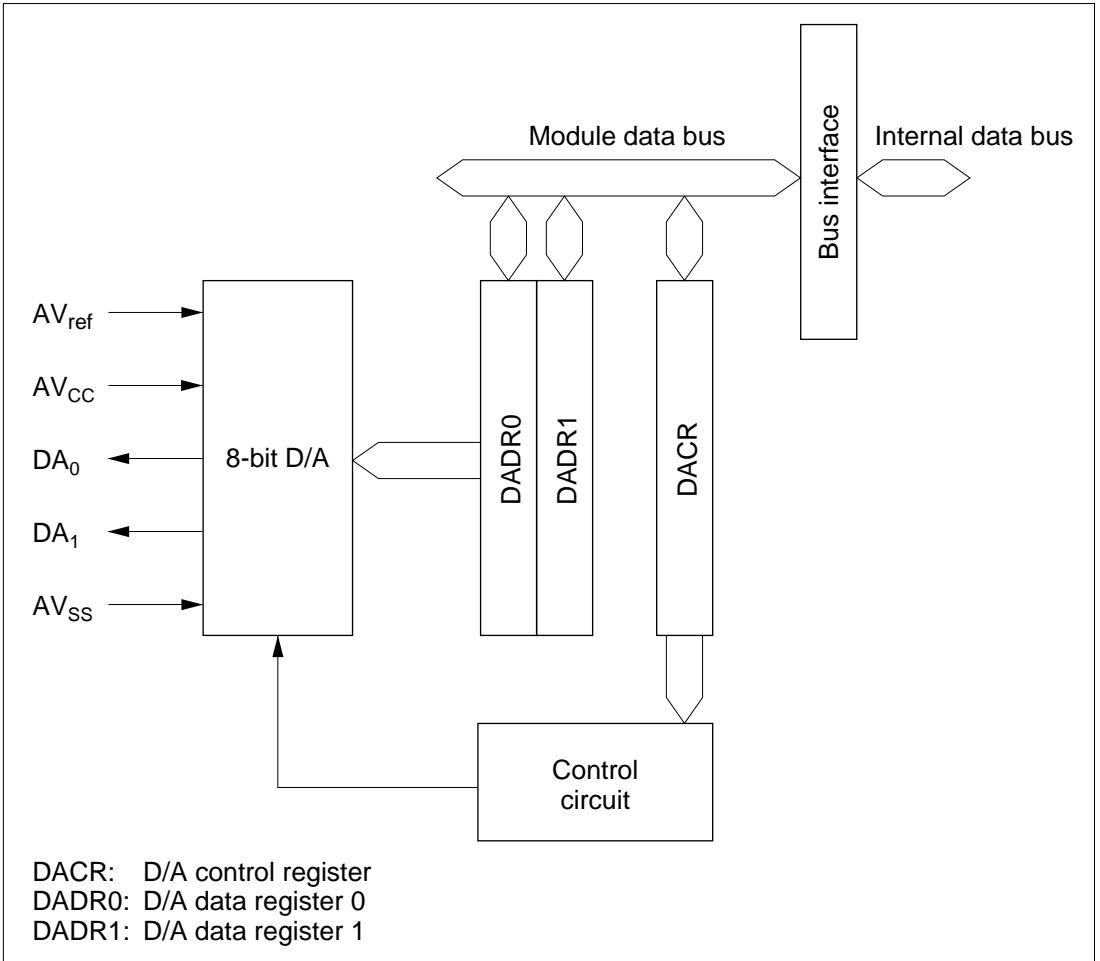 Module data bus
Internal data bus
Bus interface
AVref
AVCC
DA0
DA1
AVSS
8-bit D/A
DADR0
DADR1
DACR
Control
circuit
DACR: D/A control register
DADR0: D/A data register 0
DADR1: D/A data register 1